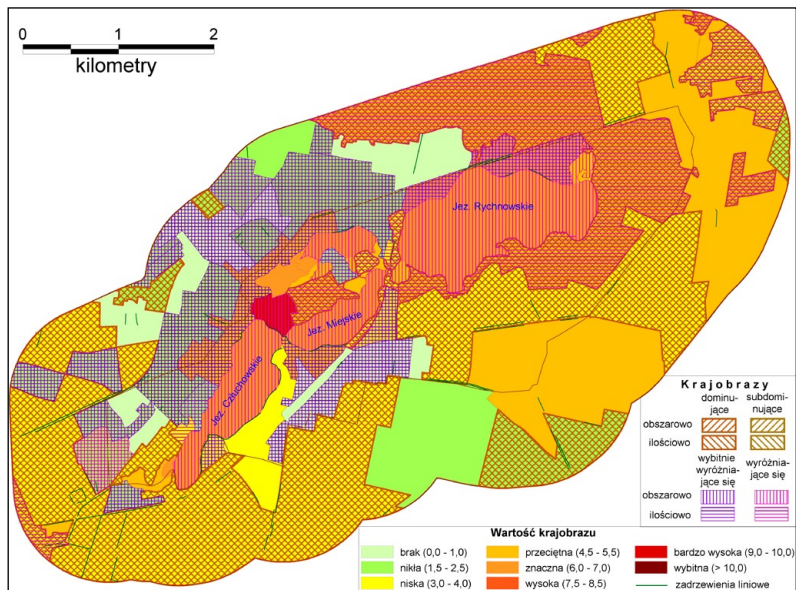 0 1 2
kilometry
Jez. Rychnowskie
Jez. Miejskie
Jez. Człuchowskie
Krajobrazy
dominu-
jące
subdomi-
nujące
obszarowo
ilościowo
wybitnie
wyróżnia-
jące się
wyróżnia-
jące się
obszarowo
ilościowo
Wartość krajobrazu
brak (0,0 - 1,0)
przeciętna (4,5 - 5,5)
bardzo wysoka (9,0 - 10,0)
nikła (1,5 - 2,5)
znaczna (6,0 - 7,0)
wybitna (> 10,0)
niska (3,0 - 4,0)
wysoka (7,5 - 8,5)
zadrzewienia liniowe